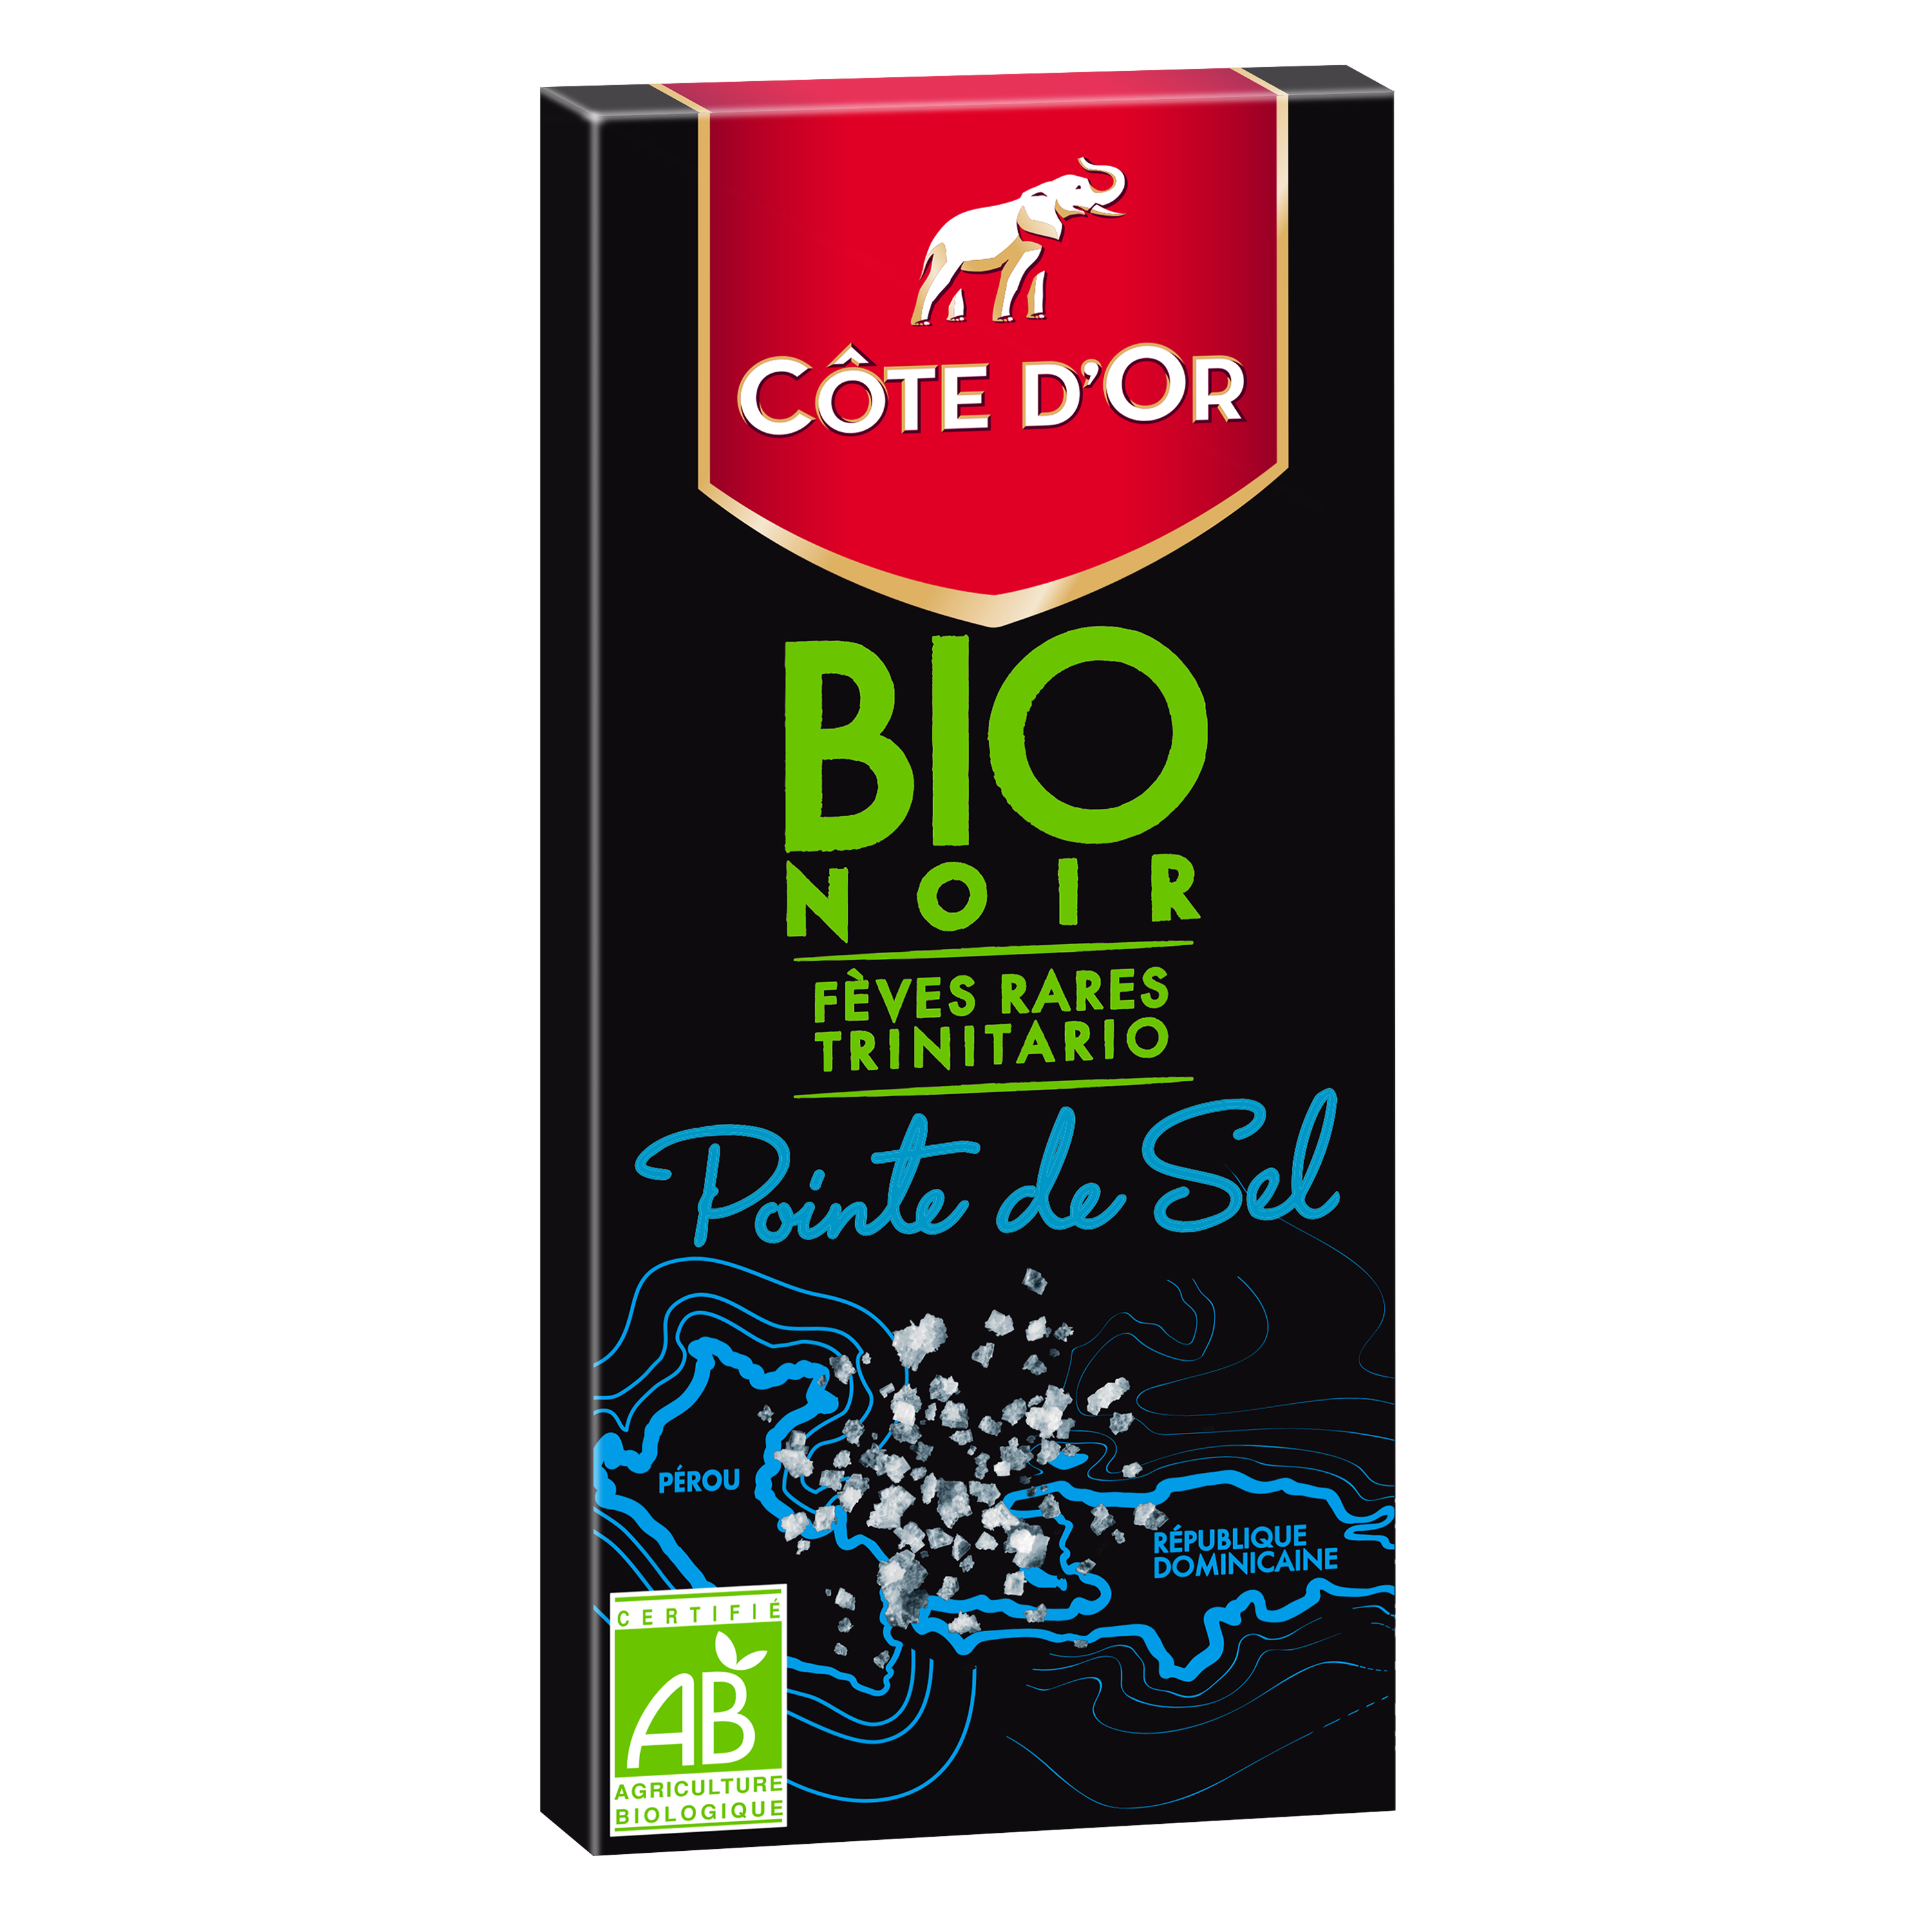 CÔTE D'OR
BIO
NOIR
FÈVES RARES
TRINITARIO
Pointe de Sel
PÉROU
RÉPUBLIQUE
DOMINICAINE
CERTIFIÉ
AB
AGRICULTURE
BIOLOGIQUE